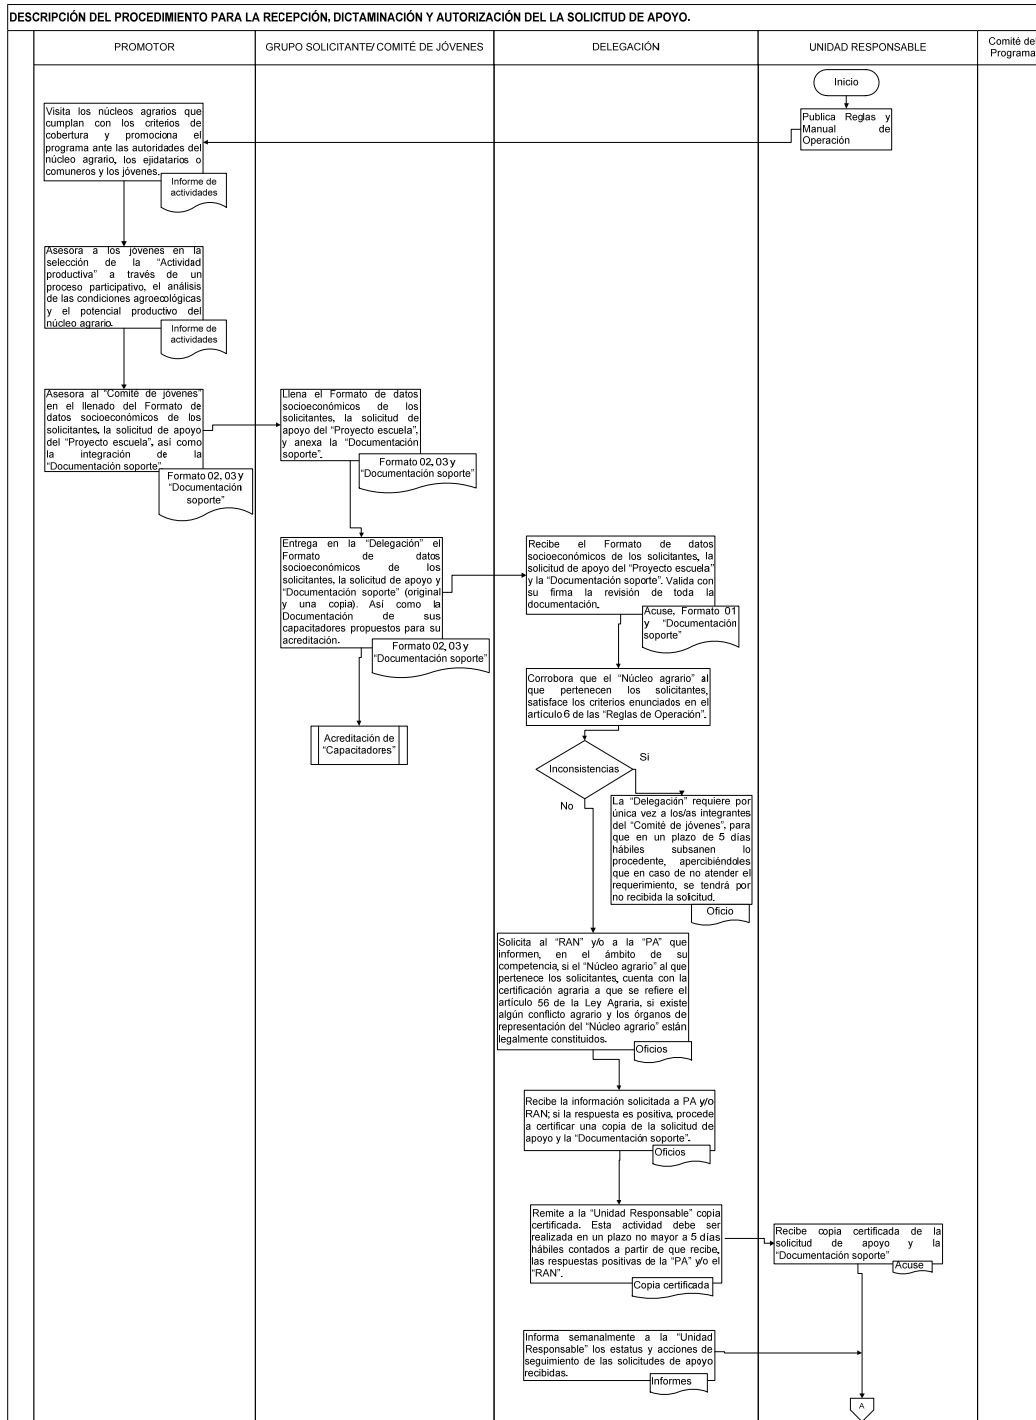 DESCRIPCIÓN DEL PROCEDIMIENTO PARA LA RECEPCIÓN, DICTAMINACIÓN Y AUTORIZACIÓN DEL LA SOLICITUD DE APOYO.
PROMOTOR
GRUPO SOLICITANTE/ COMITÉ DE JÓVENES
DELEGACIÓN
UNIDAD RESPONSABLE
Comité del
Programa
Inicio
Publica Reglas y
Manual de
Operación
Visita los núcleos agrarios que
cumplan con los criterios de
cobertura y promociona el
programa ante las autoridades del
núcleo agrario, los ejidatarios o
comuneros y los jóvenes.
Informe de
actividades
Asesora a los jóvenes en la
selección de la “Actividad
productiva” a través de un
proceso participativo, el análisis
de las condiciones agroecológicas
y el potencial productivo del
núcleo agrario.
Informe de
actividades
Asesora al “Comité de jóvenes”
en el llenado del Formato de
datos socioeconómicos de los
solicitantes, la solicitud de apoyo
del “Proyecto escuela”, así como
la integración de la
“Documentación soporte”
Formato 02, 03 y
“Documentación
soporte”
Llena el Formato de datos
socioeconómicos de los
solicitantes, la solicitud de
apoyo del “Proyecto escuela”,
y anexa la “Documentación
soporte”.
Formato 02, 03 y
“Documentación soporte”
Entrega en la “Delegación” el
Formato de datos
socioeconómicos de los
solicitantes, la solicitud de apoyo y
“Documentación soporte” (original
y una copia). Así como la
Documentación de sus
capacitadores propuestos para su
acreditación.
Formato 02, 03 y
“Documentación soporte”
Acreditación de
“Capacitadores”
Recibe el Formato de datos
socioeconómicos de los solicitantes, la
solicitud de apoyo del “Proyecto escuela”
y la “Documentación soporte”. Valida con
su firma la revisión de toda la
documentación.
Acuse, Formato 01
y “Documentación
soporte”
Corrobora que el “Núcleo agrario” al
que pertenecen los solicitantes,
satisface los criterios enunciados en el
artículo 6 de las “Reglas de Operación”.
Inconsistencias
Si
No
La “Delegación” requiere por
única vez a los/as integrantes
del “Comité de jóvenes”, para
que en un plazo de 5 días
hábiles subsanen lo
procedente, apercibiéndoles
que en caso de no atender el
requerimiento, se tendrá por
no recibida la solicitud.
Oficio
Solicita al “RAN” y/o a la “PA” que
informen, en el ámbito de su
competencia, si el “Núcleo agrario” al que
pertenece los solicitantes, cuenta con la
certificación agraria a que se refiere el
artículo 56 de la Ley Agraria, si existe
algún conflicto agrario y los órganos de
representación del “Núcleo agrario” están
legalmente constituidos.
Oficios
Recibe la información solicitada a PA y/o
RAN; si la respuesta es positiva, procede
a certificar una copia de la solicitud de
apoyo y la “Documentación soporte”.
Oficios
Remite a la “Unidad Responsable” copia
certificada. Esta actividad debe ser
realizada en un plazo no mayor a 5 días
hábiles contados a partir de que recibe,
las respuestas positivas de la “PA” y/o el
“RAN”.
Copia certificada
Recibe copia certificada de la
solicitud de apoyo y la
“Documentación soporte”
Acuse
Informa semanalmente a la “Unidad
Responsable” los estatus y acciones de
seguimiento de las solicitudes de apoyo
recibidas.
Informes
A